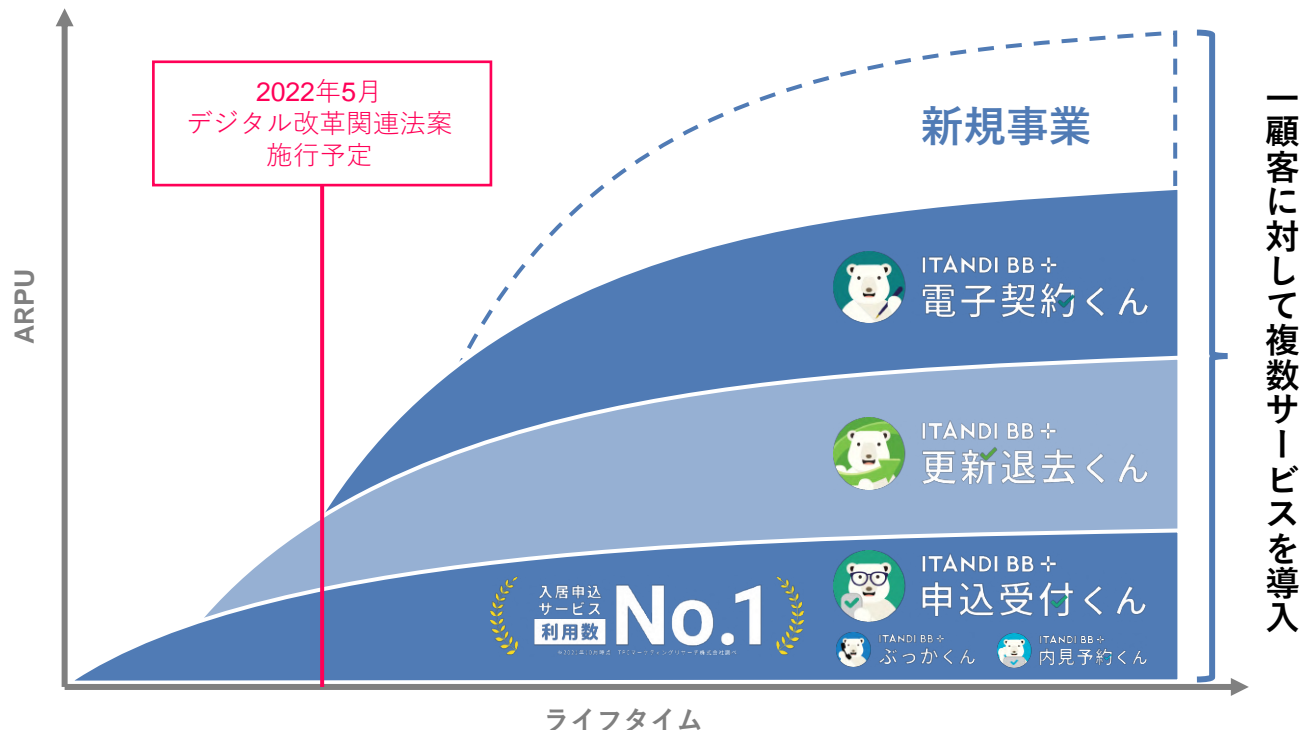 2022年5月
デジタル改革関連法案
施行予定
新規事業
ITANDI BB +
電子契約くん
ITANDI BB +
更新退去くん
ITANDI BB +
申込受付くん
入居申込
サービス
利用数
No.1
ITANDI BB +
ぶっかくん
ITANDI BB +
内見予約くん
ARPU
ライフタイム
一顧客に対して複数サービスを導入